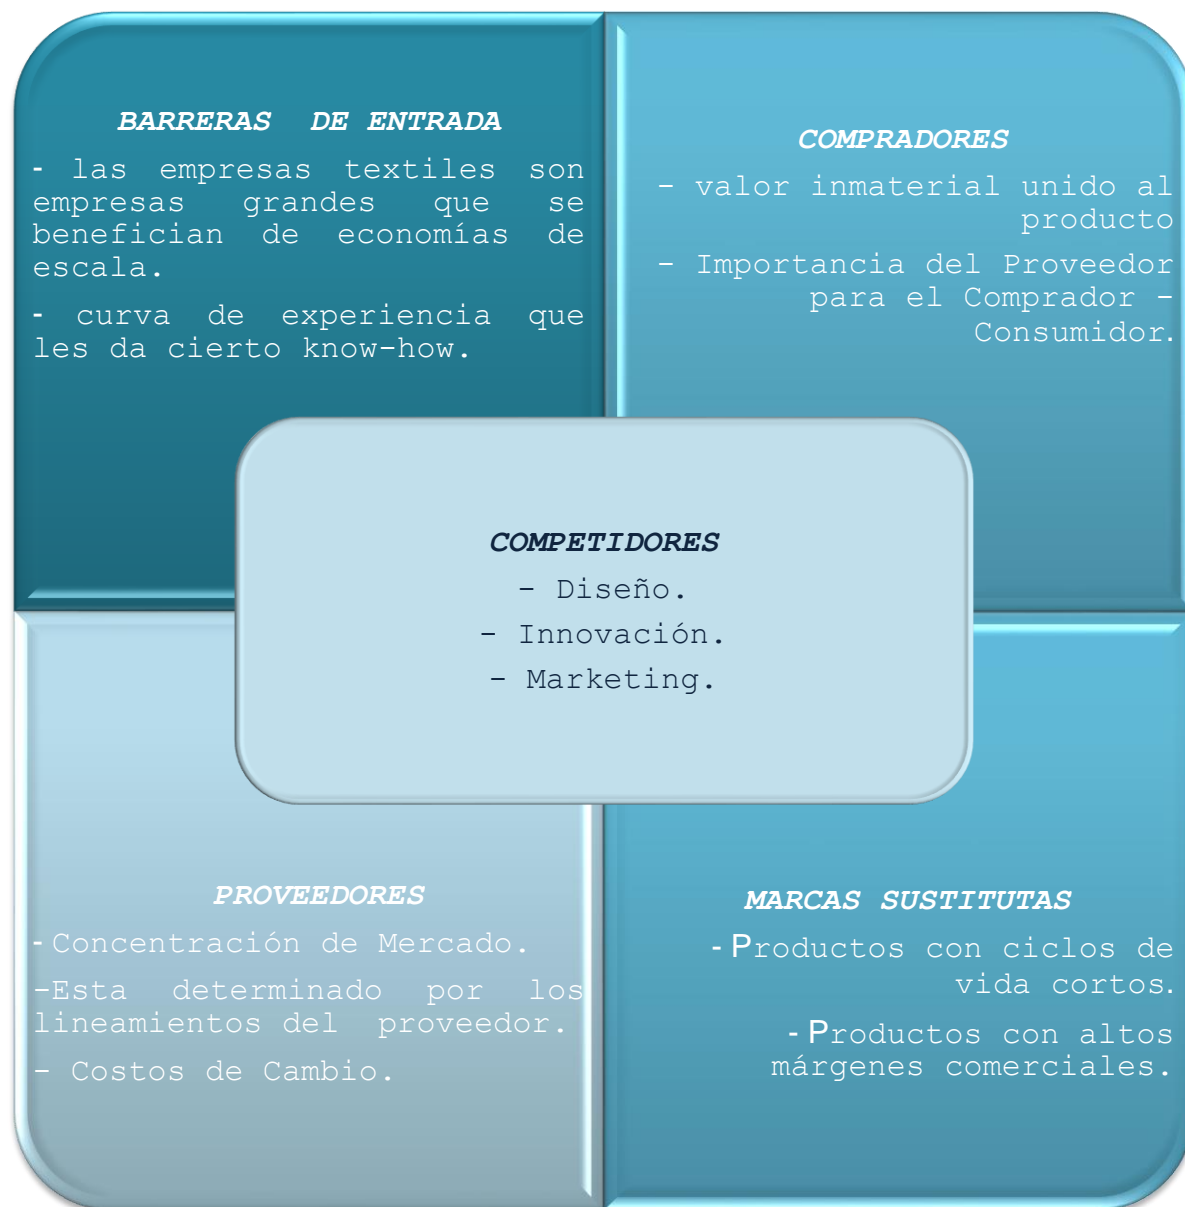 BARRERAS DE ENTRADA
- las empresas textiles son
empresas grandes que se
benefician de economías de
escala.
- curva de experiencia que
les da cierto know-how.
COMPRADORES
- valor inmaterial unido al
producto
- Importancia del Proveedor
para el Comprador -
Consumidor.
COMPETIDORES
- Diseño.
- Innovación.
- Marketing.
PROVEEDORES
- Concentración de Mercado.
-Esta determinado por los
lineamientos del proveedor.
- Costos de Cambio.
MARCAS SUSTITUTAS
- Productos con ciclos de
vida cortos.
- Productos con altos
márgenes comerciales.